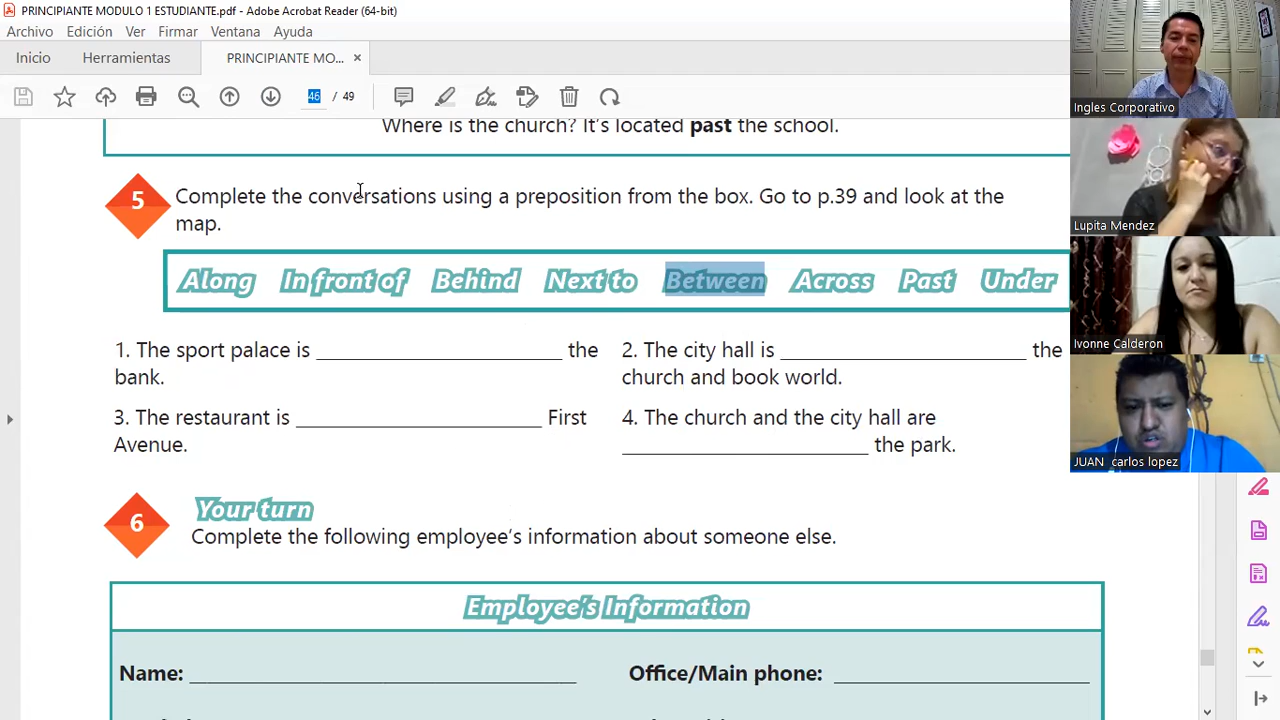 PRINCIPIANTE MODULO 1 ESTUDIANTE.pdf - Adobe Acrobat Reader (64-bit)
Archivo Edición Ver Firmar Ventana Ayuda
Inicio Herramientas PRINCIPIANTE MO... ×
46 / 49
Where is the church? It's located past the school.
5
Complete the conversations using a preposition from the box. Go to p.39 and look at the
map.
Along In front of Behind Next to Between Across Past Under
1. The sport palace is ______________________ the
bank.
2. The city hall is ______________________ the
church and book world.
3. The restaurant is ______________________ First
Avenue.
4. The church and the city hall are
______________________ the park.
6
Your turn
Complete the following employee's information about someone else.
Employee's Information
Name: ___________________________________
Office/Main phone: _______________________
Ingles Corporativo
Lupita Mendez
Ivonne Calderon
JUAN carlos lopez